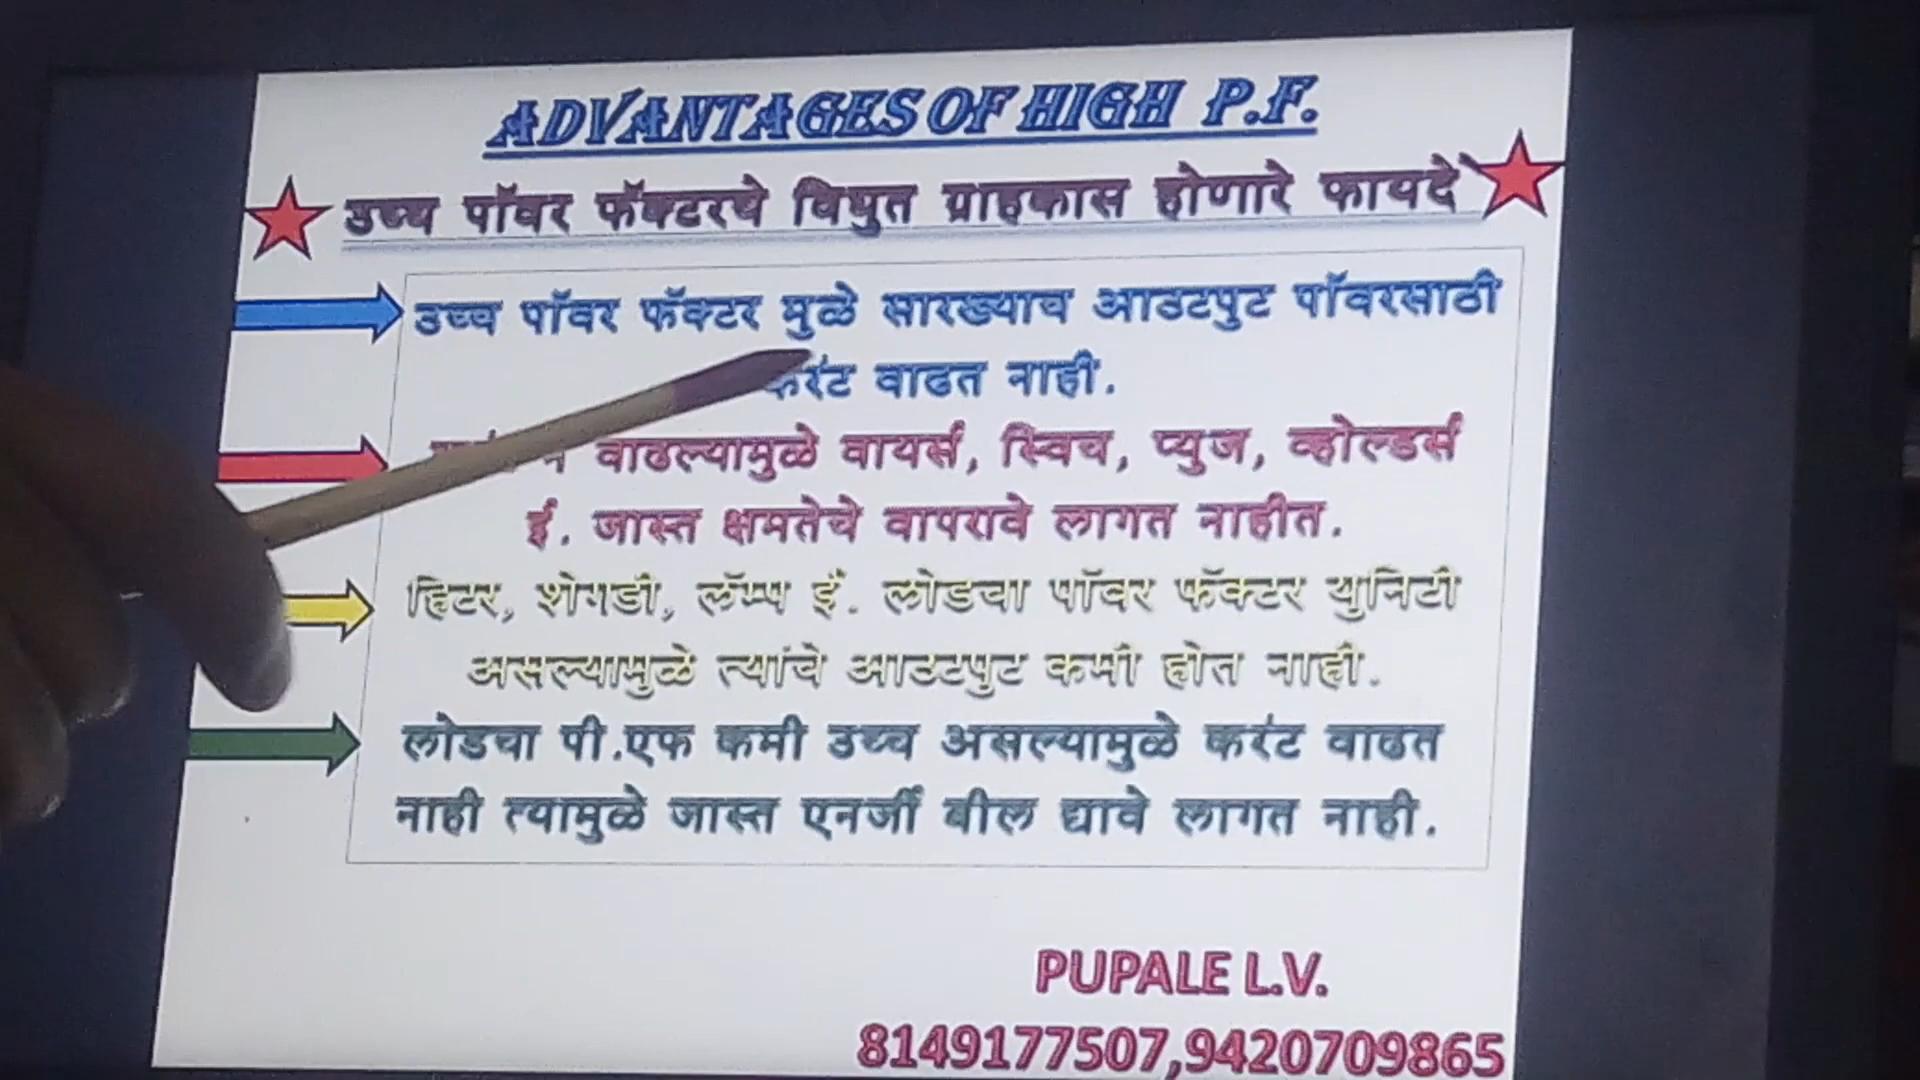 ADVANTAGES OF HIGH P.F.
उच्च पॉवर फॅक्टरचे विद्युत ग्राहकास होणारे फायदे
उच्च पॉवर फॅक्टर मुळे सारख्याच आउटपुट पॉवरसाठी
करंट वाढत नाही.
वाढल्यामुळे वायर्स, स्विच, फ्युज, व्होल्डर्स
ई. जास्त क्षमतेचे वापरावे लागत नाहीत.
हिटर, शेगडी, लॅम्प ई. लोडचा पॉवर फॅक्टर युनिटी
असल्यामुळे त्यांचे आउटपुट कमी होत नाही.
लोडचा पी.एफ कमी उच्च असल्यामुळे करंट वाढत
नाही त्यामुळे जास्त एनर्जी बील द्यावे लागत नाही.
PUPALE L.V.
8149177507,9420709865